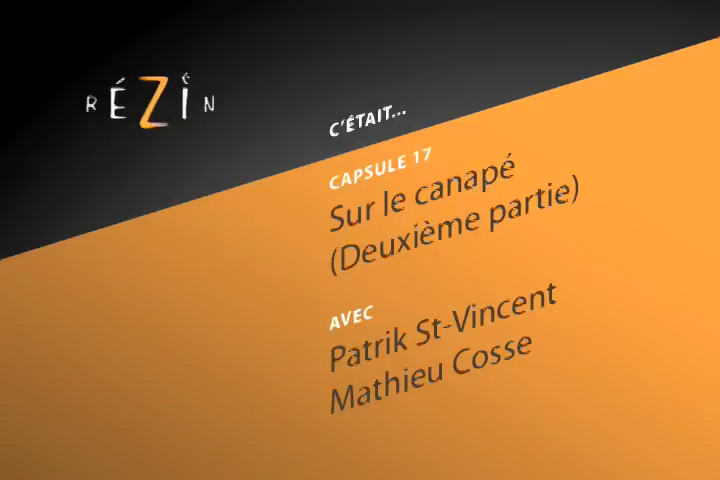 RÉZIN
C'ÉTAIT...
CAPSULE 17
Sur le canapé
(Deuxième partie)
AVEC
Patrik St-Vincent
Mathieu Cosse